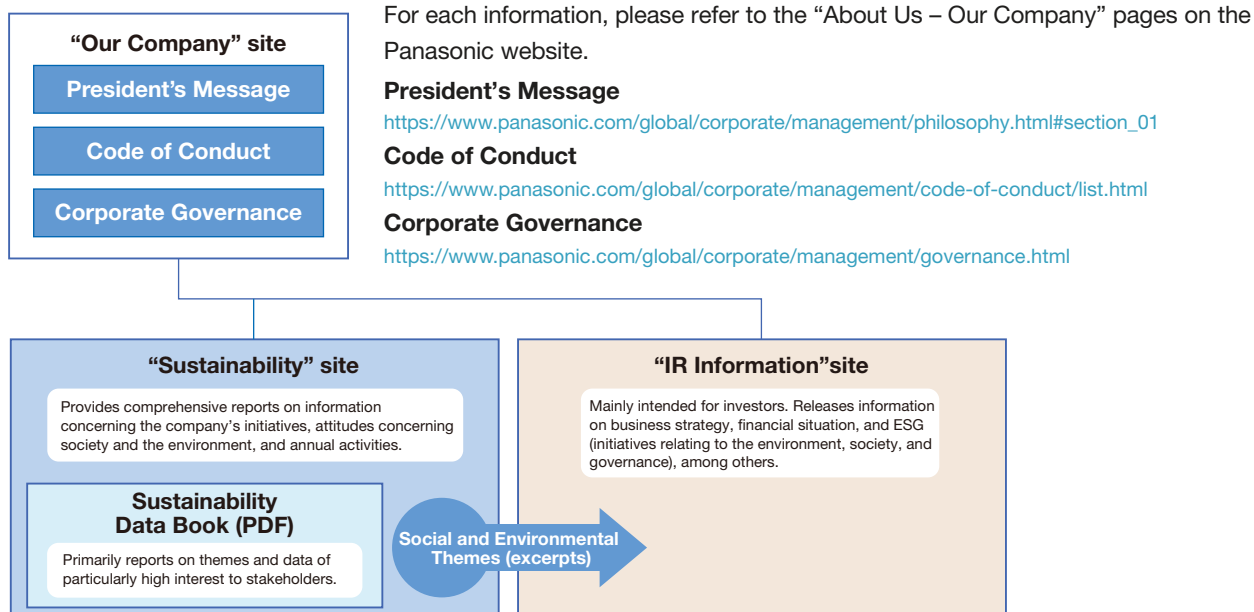 “Our Company” site
President’s Message
Code of Conduct
Corporate Governance
For each information, please refer to the “About Us – Our Company” pages on the
Panasonic website.
President’s Message
https://www.panasonic.com/global/corporate/management/philosophy.html#section_01
Code of Conduct
https://www.panasonic.com/global/corporate/management/code-of-conduct/list.html
Corporate Governance
https://www.panasonic.com/global/corporate/management/governance.html
“Sustainability” site
Provides comprehensive reports on information
concerning the company’s initiatives, attitudes concerning
society and the environment, and annual activities.
Sustainability
Data Book (PDF)
Primarily reports on themes and data of
particularly high interest to stakeholders.
Social and Environmental
Themes (excerpts)
“IR Information”site
Mainly intended for investors. Releases information
on business strategy, financial situation, and ESG
(initiatives relating to the environment, society, and
governance), among others.